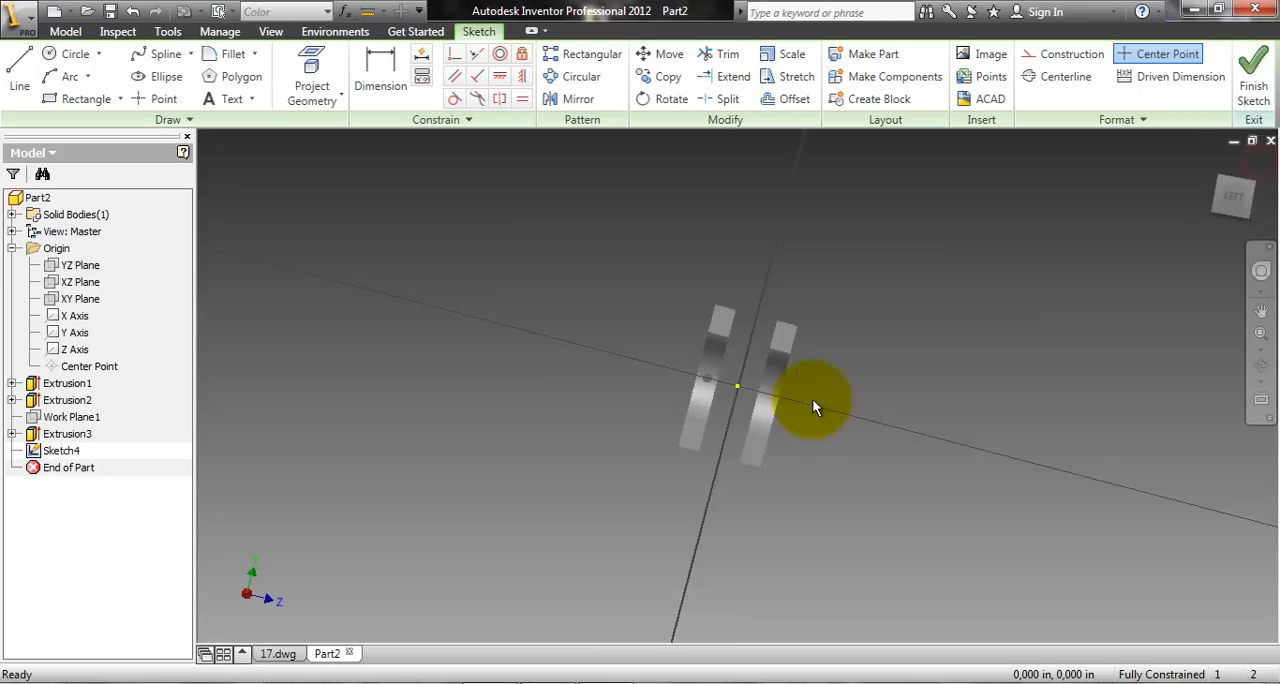 Color
Autodesk Inventor Professional 2012 Part2
Type a keyword or phrase
Sign In
PRO
Model Inspect Tools Manage View Environments Get Started Sketch
Line
Circle Spline Fillet
Arc Ellipse Polygon
Rectangle Point A Text
Draw
Project Geometry
Dimension
Constrain
Rectangular
Circular
Mirror
Pattern
Move Trim Scale
Copy Extend Stretch
Rotate Split Offset
Modify
Make Part
Make Components
Create Block
Layout
Image
Points
ACAD
Insert
Construction Center Point
Centerline Driven Dimension
Format
Finish Sketch
Exit
Model
Part2
Solid Bodies(1)
View: Master
Origin
YZ Plane
XZ Plane
XY Plane
X Axis
Y Axis
Z Axis
Center Point
Extrusion1
Extrusion2
Work Plane1
Extrusion3
Sketch4
End of Part
LEFT
Y
Z
17.dwg Part2
Ready
0,000 in, 0,000 in Fully Constrained 1 2